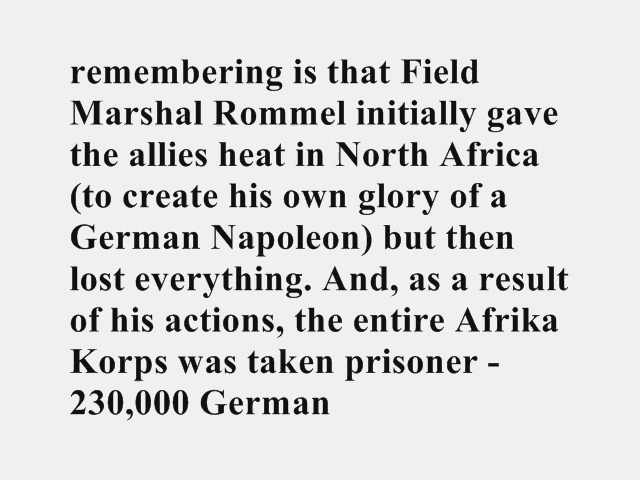 remembering is that Field
Marshal Rommel initially gave
the allies heat in North Africa
(to create his own glory of a
German Napoleon) but then
lost everything. And, as a result
of his actions, the entire Afrika
Korps was taken prisoner -
230,000 German